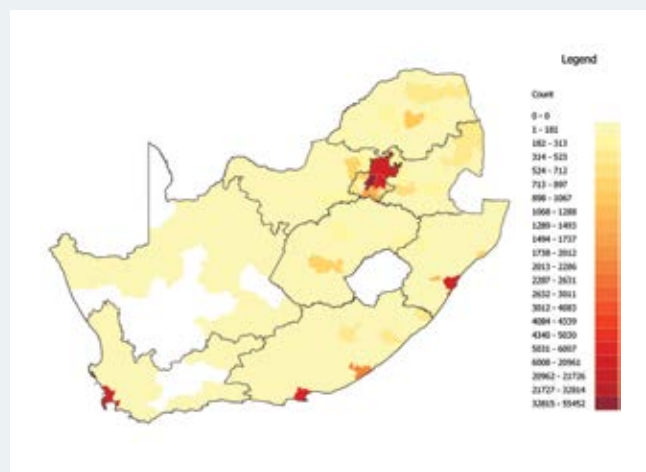 Legend
Count
0 - 0
1 - 181
182 - 313
314 - 523
524 - 712
713 - 897
898 - 1067
1068 - 1288
1289 - 1493
1494 - 1737
1738 - 2012
2013 - 2286
2287 - 2631
2632 - 3011
3012 - 4083
4084 - 4339
4340 - 5030
5031 - 6007
6008 - 20961
20962 - 21726
21727 - 32814
32815 - 55452